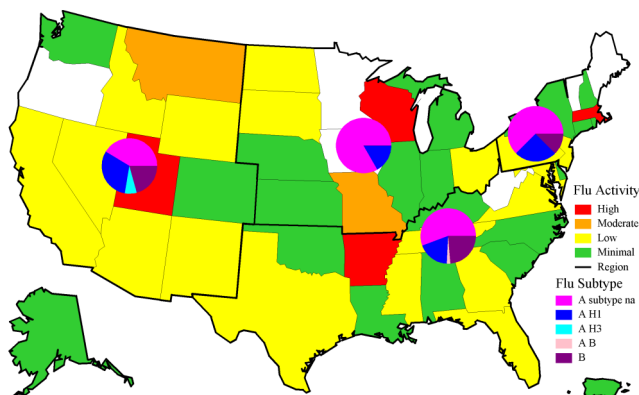 Flu Activity
High
Moderate
Low
Minimal
Region
Flu Subtype
A subtype na
A H1
A H3
A B
B